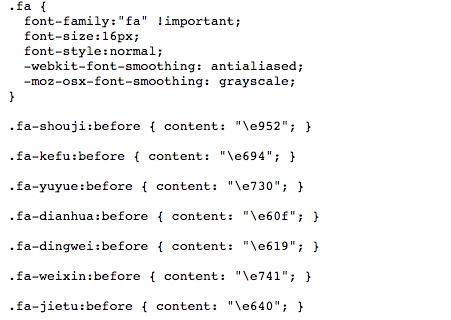 .fa {
  font-family:"fa" !important;
  font-size:16px;
  font-style:normal;
  -webkit-font-smoothing: antialiased;
  -moz-osx-font-smoothing: grayscale;
}
.fa-shouji:before { content: "\e952"; }
.fa-kefu:before { content: "\e694"; }
.fa-yuyue:before { content: "\e730"; }
.fa-dianhua:before { content: "\e60f"; }
.fa-dingwei:before { content: "\e619"; }
.fa-weixin:before { content: "\e741"; }
.fa-jietu:before { content: "\e640"; }